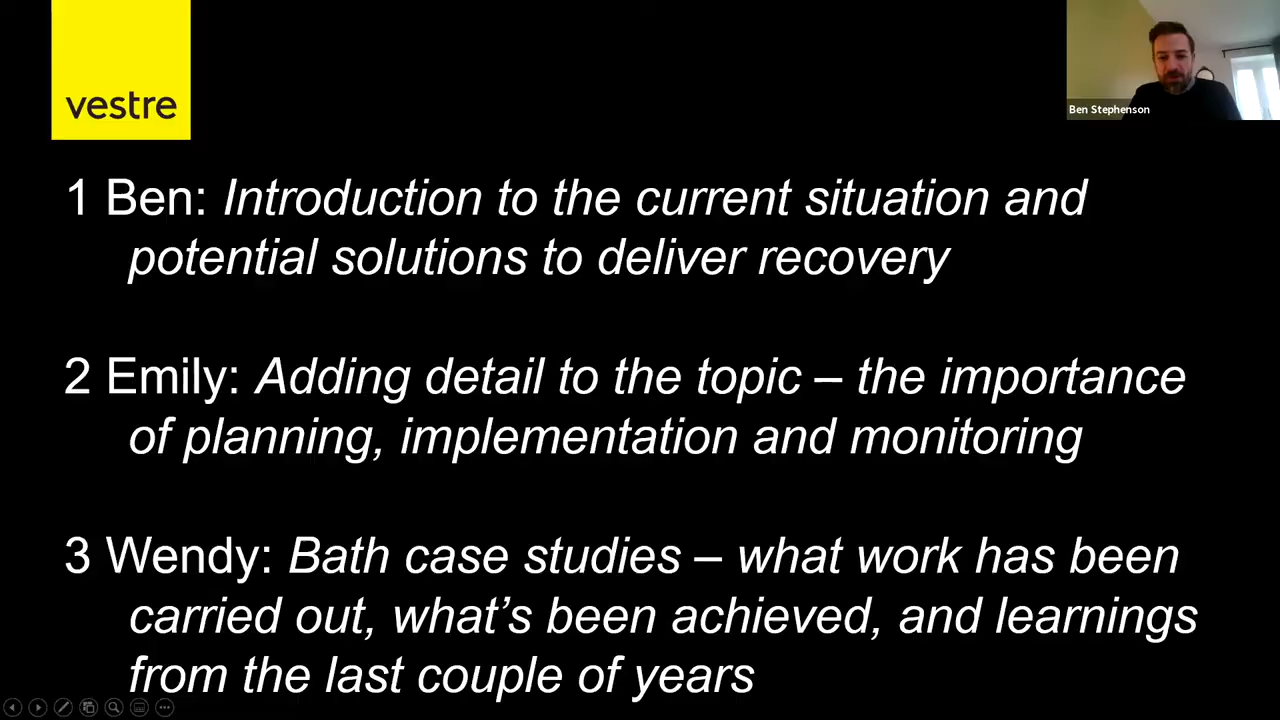 vestre
Ben Stephenson
1 Ben: Introduction to the current situation and
potential solutions to deliver recovery
2 Emily: Adding detail to the topic – the importance
of planning, implementation and monitoring
3 Wendy: Bath case studies – what work has been
carried out, what’s been achieved, and learnings
from the last couple of years